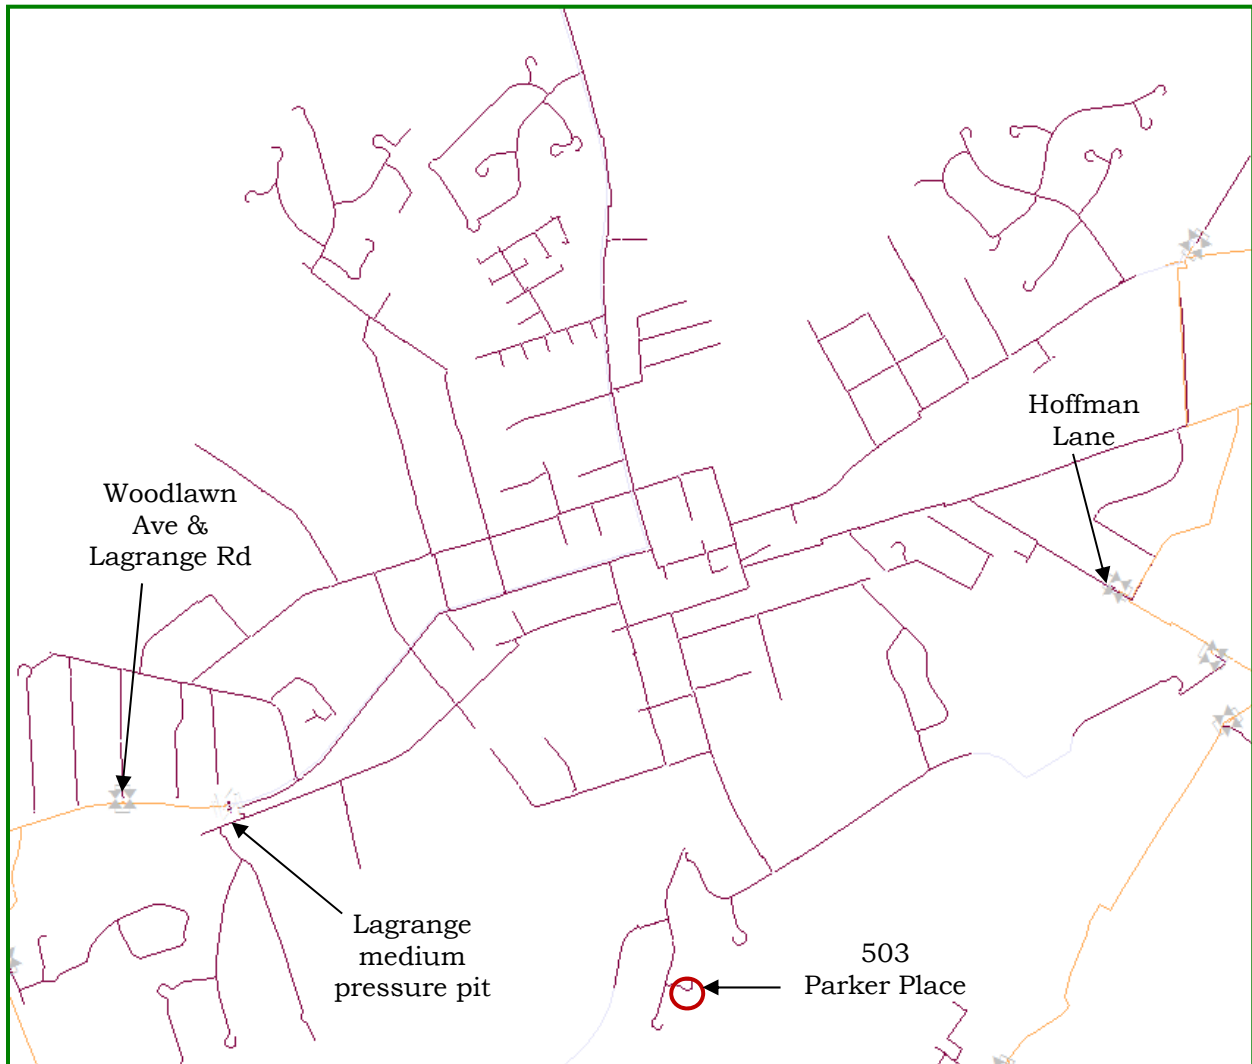 Hoffman
Lane
Woodlawn
Ave &
Lagrange Rd
Lagrange
medium
pressure pit
503
Parker Place